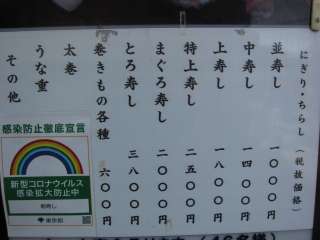 にぎり・ちらし（税抜価格）
並寿し 一〇〇〇円
中寿し 一四〇〇円
上寿し 一八〇〇円
特上寿し 二五〇〇円
まぐろ寿し 二〇〇〇円
とろ寿し 三八〇〇円
巻きもの各種 六〇〇円
太巻
うな重
その他
感染防止徹底宣言
新型コロナウイルス
感染拡大防止中
東京都